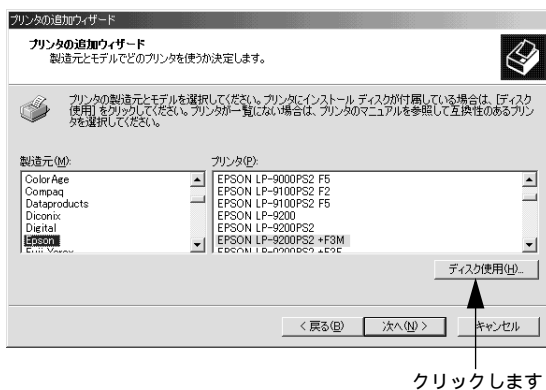 プリンタの追加ウィザード
プリンタの追加ウィザード
製造元とモデルでどのプリンタを使うか決定します。
プリンタの製造元とモデルを選択してください。プリンタにインストール ディスクが付属している場合は、[ディスク
使用] をクリックしてください。プリンタが一覧にない場合は、プリンタのマニュアルを参照して互換性のあるプリン
タを選択してください。
製造元(M):
プリンタ(P):
ColorAge
Compaq
Dataproducts
Diconix
Digital
Epson
Fuji Xerox
EPSON LP-9000PS2 F5
EPSON LP-9100PS2 F2
EPSON LP-9100PS2 F5
EPSON LP-9200
EPSON LP-9200PS2
EPSON LP-9200PS2 +F3M
ディスク使用(H)...
< 戻る(B)
次へ(N) >
キャンセル
クリックします